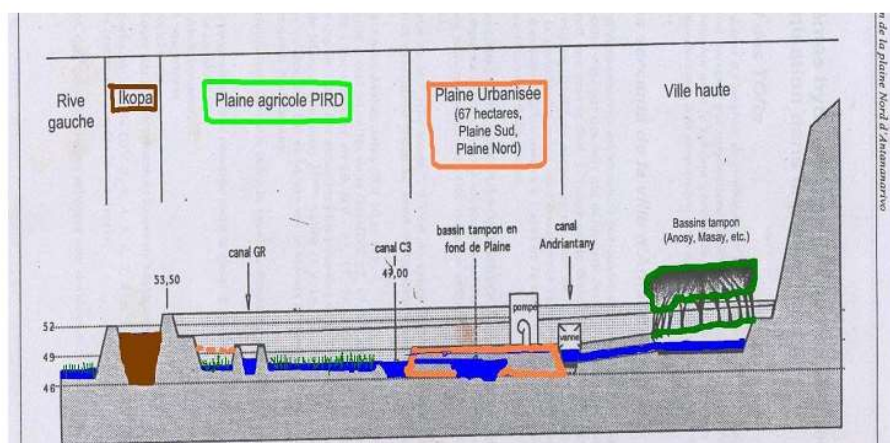 n de la plaine Nord d'Antananarivo
Rive
gauche
Ikopa
Plaine agricole PIRD
Plaine Urbanisée
(67 hectares,
Plaine Sud,
Plaine Nord)
Ville haute
Bassins tampon
(Anosy, Masay, etc.)
bassin tampon en
fond de Plaine
canal
Andriantany
canal GR
canal C3
47,00
53,50
pompe
vanne
52
49
46